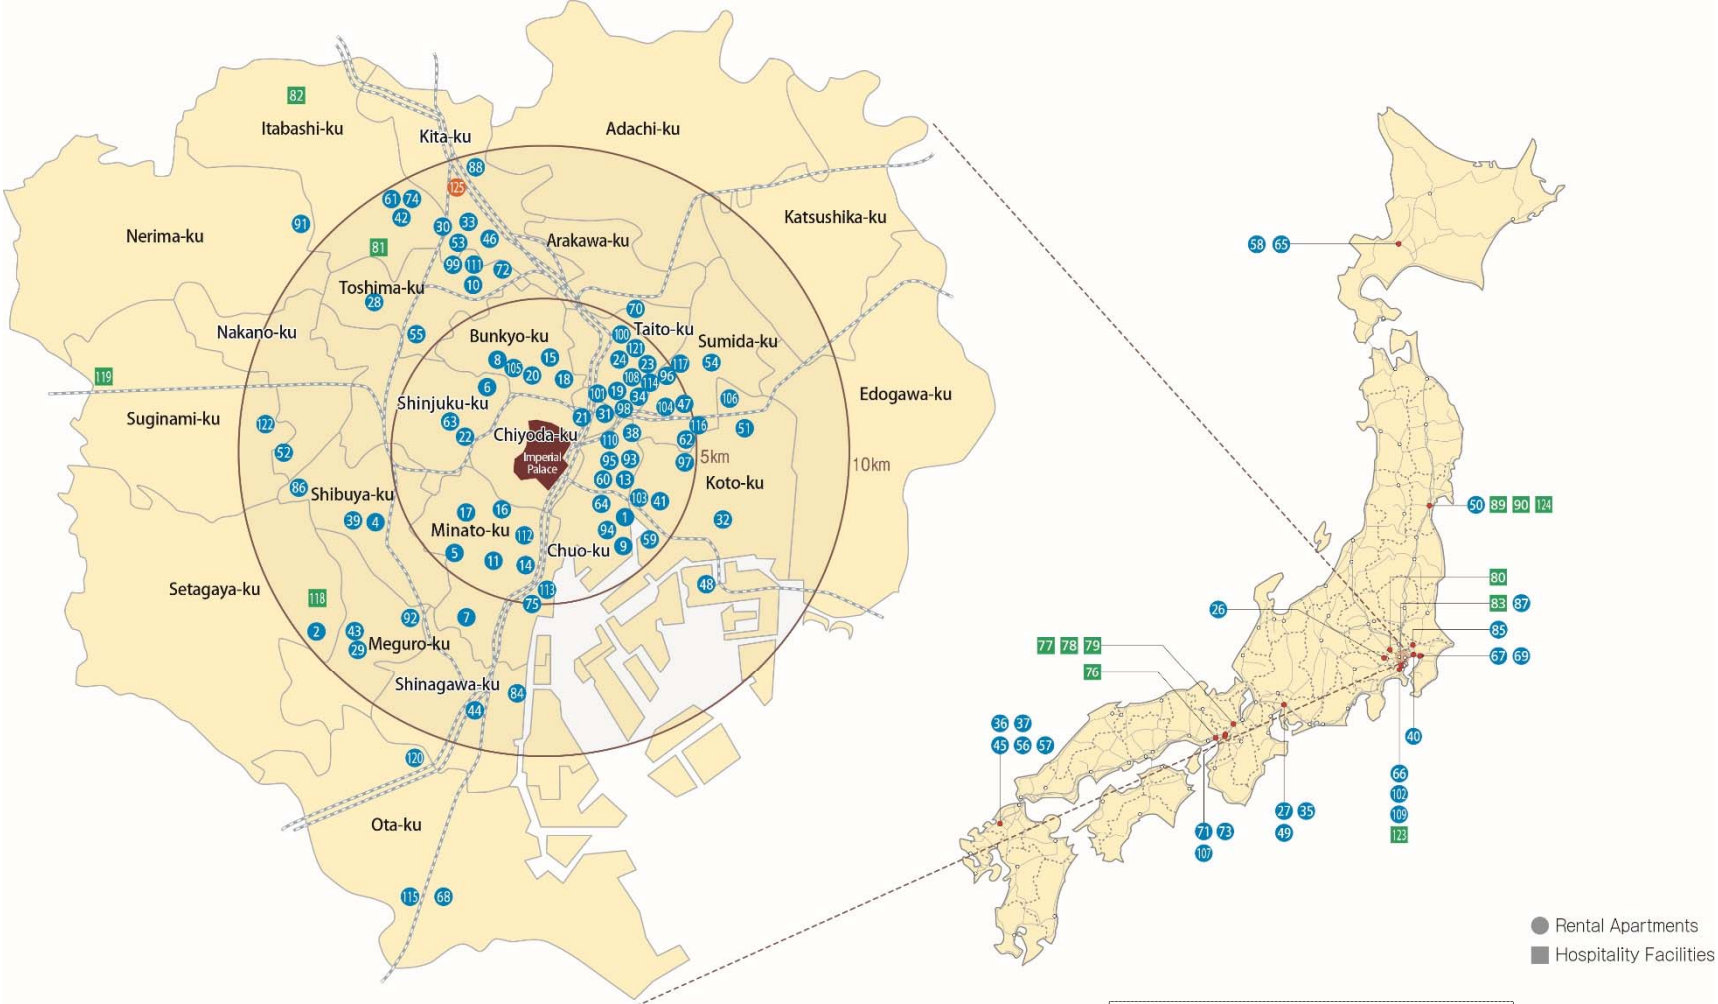 82
Itabashi-ku
Adachi-ku
Kita-ku
88
125
61 74
42
30 33
91
Nerima-ku
Katsushika-ku
53 46
Arakawa-ku
81
99 111 72
10
Toshima-ku
28
70
Nakano-ku
55
Bunkyo-ku
100 Taito-ku
Sumida-ku
121
8 105 15
24 23 117 54
20 18
108 114 96
119
6
101 19 34
106
Edogawa-ku
Shinjuku-ku
98 104 47
Suginami-ku
63
21 31
122
22
Chiyoda-ku
110 38
116
51
62
52
Imperial
Palace
95 93
97
5km
10km
86
Shibuya-ku
60 13
Koto-ku
39 4
17 16
64 103 41
1
32
Minato-ku
112
94
5 11 14
Chuo-ku
9 59
Setagaya-ku
118
113
75
48
2 43
29
92
7
Meguro-ku
Shinagawa-ku
84
44
120
Ota-ku
115 68
58 65
50 89 90 124
80
26
83 87
85
77 78 79
67 69
76
36 37
45 56 57
40
66
102
109
123
27 35
49
71 73
107
Rental Apartments
Hospitality Facilities